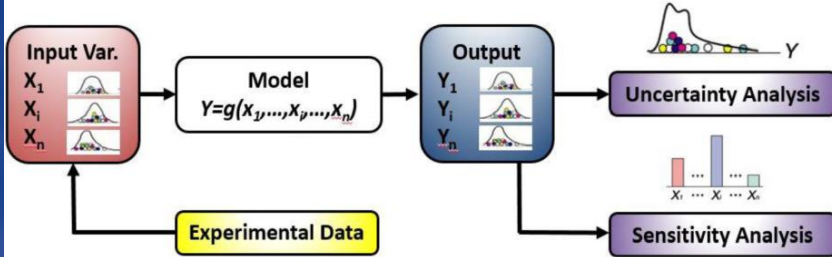 Input Var.
X1
Xi
Xn
Model
Y=g(x1,...,xi,...,xn)
Output
Y1
Yi
Yn
Y
Uncertainty Analysis
X1 ... Xi ... Xn
Sensitivity Analysis
Experimental Data